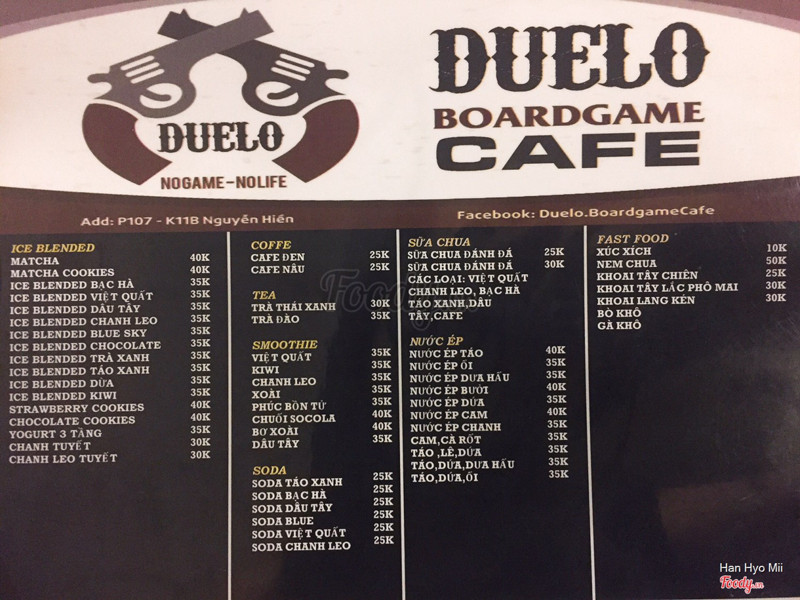 DUELO
NOGAME-NOLIFE
DUELO
BOARDGAME
CAFE
Add: P107 - K11B Nguyễn Hiền
Facebook: Duelo.BoardgameCafe
ICE BLENDED
MATCHA 40K
MATCHA COOKIES 40K
ICE BLENDED BẠC HÀ 35K
ICE BLENDED VIỆT QUẤT 35K
ICE BLENDED DÂU TÂY 35K
ICE BLENDED CHANH LEO 35K
ICE BLENDED BLUE SKY 35K
ICE BLENDED CHOCOLATE 35K
ICE BLENDED TRÀ XANH 35K
ICE BLENDED TÁO XANH 35K
ICE BLENDED DỪA 35K
ICE BLENDED KIWI 35K
STRAWBERRY COOKIES 40K
CHOCOLATE COOKIES 40K
YOGURT 3 TẦNG 35K
CHANH TUYẾT 30K
CHANH LEO TUYẾT 30K
COFFE
CAFE ĐEN 25K
CAFE NÂU 25K
TEA
TRÀ THÁI XANH 30K
TRÀ ĐÀO 35K
SMOOTHIE
VIỆT QUẤT 35K
KIWI 35K
CHANH LEO 35K
XOÀI 35K
PHÚC BỒN TỬ 35K
CHUỐI SOCOLA 40K
BƠ XOÀI 40K
DÂU TÂY 35K
SODA
SODA TÁO XANH 25K
SODA BẠC HÀ 25K
SODA DẦU TÂY 25K
SODA BLUE 25K
SODA VIỆT QUẤT 25K
SODA CHANH LEO 25K
SỮA CHUA
SỮA CHUA ĐÁNH ĐÁ 25K
SỮA CHUA ĐÁNH ĐÁ 30K
CÁC LOẠI: VIỆT QUẤT
CHANH LEO, BẠC HÀ
TÁO XANH,DÂU
TÂY,CAFE
NƯỚC ÉP
NƯỚC ÉP TÁO 40K
NƯỚC ÉP ỔI 35K
NƯỚC ÉP DƯA HẤU 35K
NƯỚC ÉP BƯỞI 40K
NƯỚC ÉP DỨA 35K
NƯỚC ÉP CAM 40K
NƯỚC ÉP CHANH 35K
CAM,CÀ RỐT 35K
TÁO ,LÊ,DỨA 35K
TÁO,DỨA,DƯA HẤU 35K
TÁO,DỨA,ỔI 35K
FAST FOOD
XÚC XÍCH 10K
NEM CHUA 50K
KHOAI TÂY CHIÊN 25K
KHOAI TÂY LẮC PHÔ MAI 30K
KHOAI LANG KÉN 30K
BÒ KHÔ
GÀ KHÔ
Foody.vn
Han Hyo Mii
Foody.vn